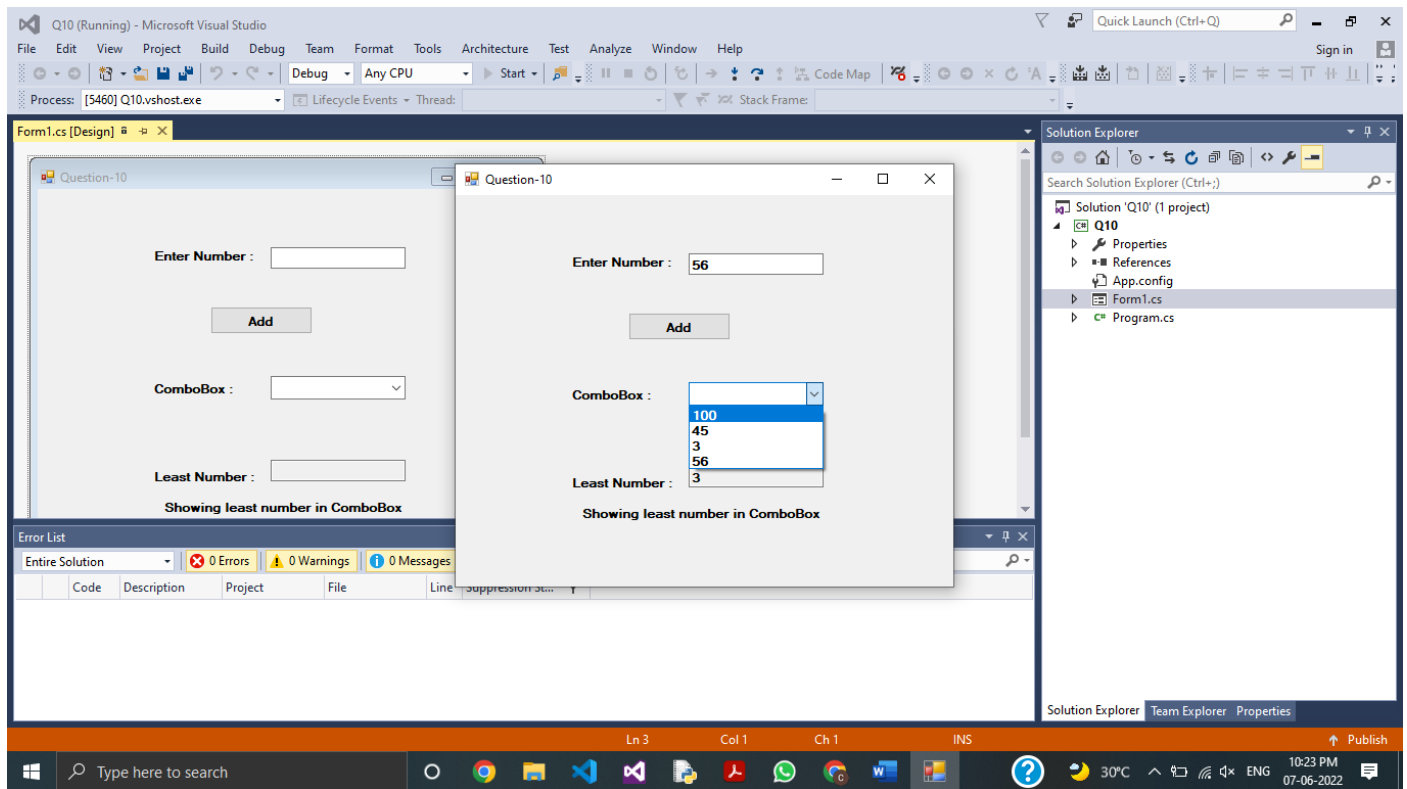 Q10 (Running) - Microsoft Visual Studio
Quick Launch (Ctrl+Q)
File Edit View Project Build Debug Team Format Tools Architecture Test Analyze Window Help
Sign in
Debug Any CPU Start Code Map
Process: [5460] Q10.vshost.exe Lifecycle Events Thread: Stack Frame:
Form1.cs [Design]
Question-10
Enter Number :
Add
ComboBox :
Least Number :
Showing least number in ComboBox
Question-10
Enter Number : 56
Add
ComboBox :
100
45
3
56
Least Number : 3
Showing least number in ComboBox
Solution Explorer
Search Solution Explorer (Ctrl+;)
Solution 'Q10' (1 project)
C# Q10
Properties
References
App.config
Form1.cs
C# Program.cs
Error List
Entire Solution 0 Errors 0 Warnings 0 Messages
Code Description Project File Line Suppression St...
Solution Explorer Team Explorer Properties
Ln 3 Col 1 Ch 1 INS Publish
Type here to search
30°C ENG
10:23 PM
07-06-2022